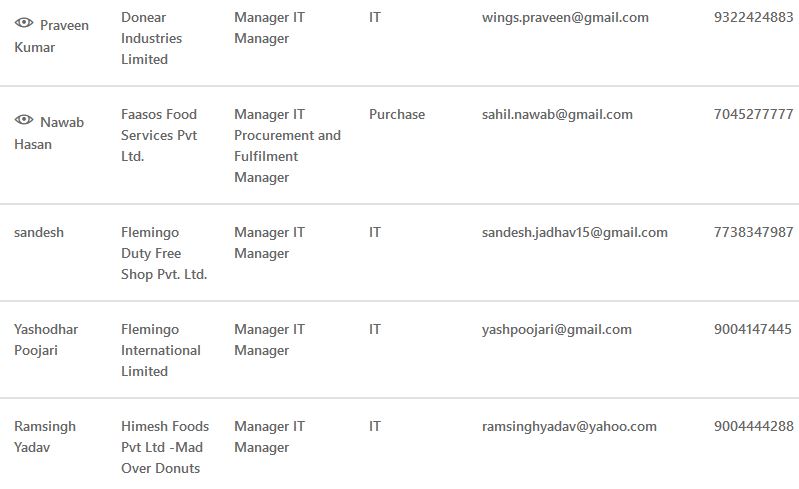 Praveen Kumar Donear Industries Limited Manager IT Manager IT wings.praveen@gmail.com 9322424883
Nawab Hasan Faasos Food Services Pvt Ltd. Manager IT Procurement and Fulfilment Manager Purchase sahil.nawab@gmail.com 7045277777
sandesh Flemingo Duty Free Shop Pvt. Ltd. Manager IT Manager IT sandesh.jadhav15@gmail.com 7738347987
Yashodhar Poojari Flemingo International Limited Manager IT Manager IT yashpoojari@gmail.com 9004147445
Ramsingh Yadav Himesh Foods Pvt Ltd -Mad Over Donuts Manager IT Manager IT ramsinghyadav@yahoo.com 9004444288